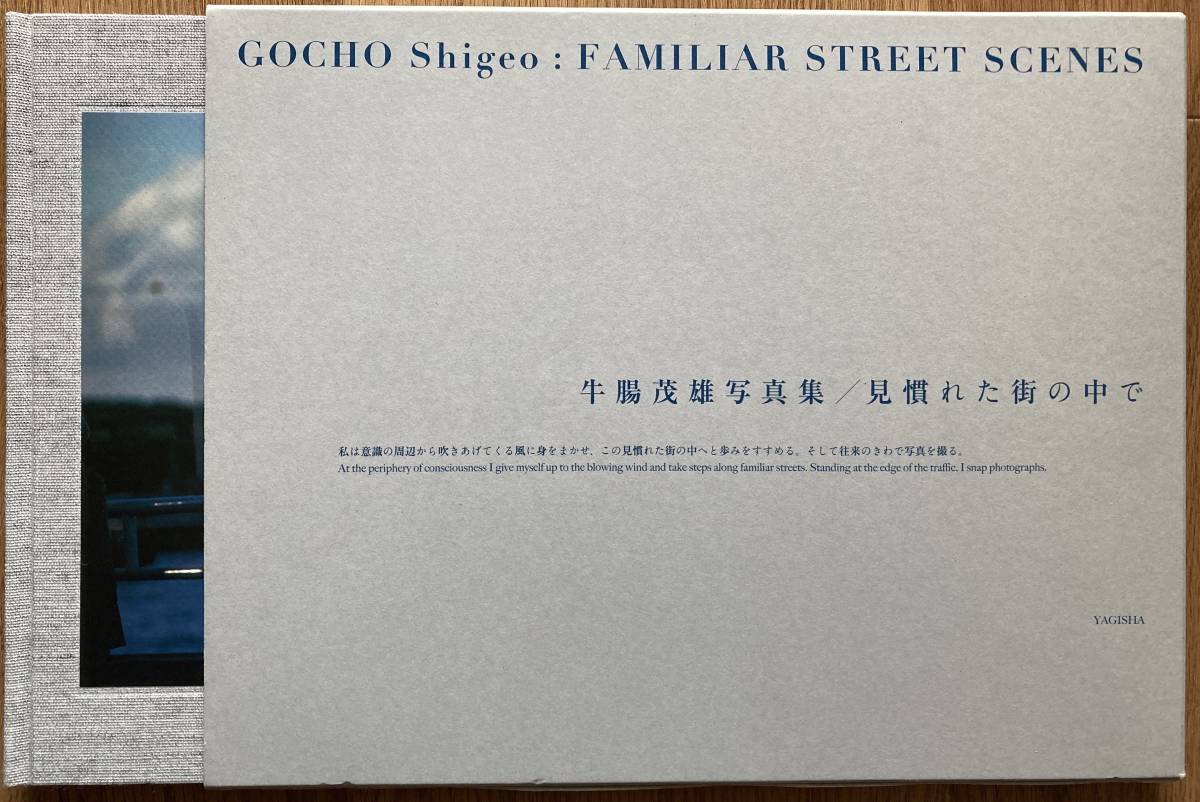 GOCHO Shigeo : FAMILIAR STREET SCENES
牛腸茂雄写真集／見慣れた街の中で
私は意識の周辺から吹きあげてくる風に身をまかせ、この見慣れた街の中へと歩みをすすめる。そして往来のきわで写真を撮る。
At the periphery of consciousness I give myself up to the blowing wind and take steps along familiar streets. Standing at the edge of the traffic, I snap photographs.
YAGISHA